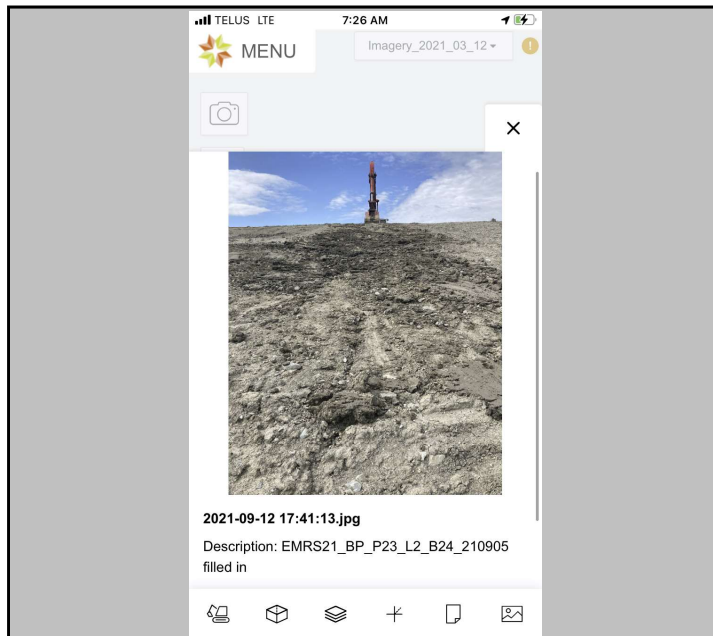 TELUS LTE 7:26 AM
MENU
Imagery_2021_03_12
!
2021-09-12 17:41:13.jpg
Description: EMRS21_BP_P23_L2_B24_210905
filled in